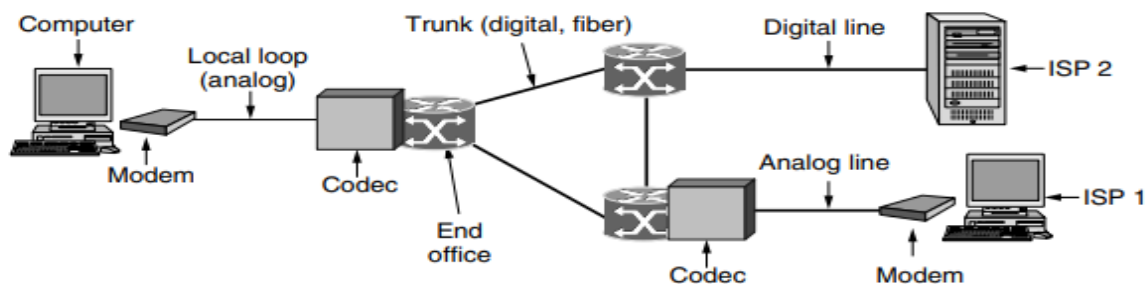 Computer
Local loop
(analog)
Trunk (digital, fiber)
Digital line
ISP 2
Modem
Codec
End
office
Analog line
ISP 1
Codec
Modem